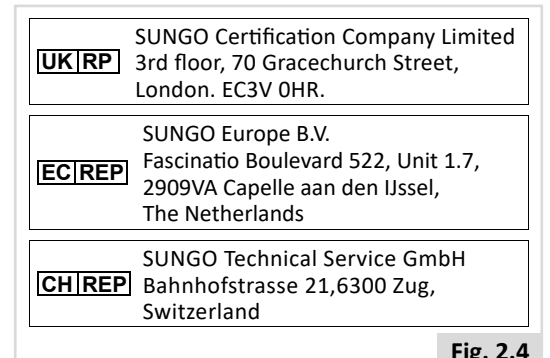 UK RP
SUNGO Certification Company Limited
3rd floor, 70 Gracechurch Street,
London. EC3V 0HR.
EC REP
SUNGO Europe B.V.
Fascinatio Boulevard 522, Unit 1.7,
2909VA Capelle aan den IJssel,
The Netherlands
CH REP
SUNGO Technical Service GmbH
Bahnhofstrasse 21,6300 Zug,
Switzerland
Fig. 2.4